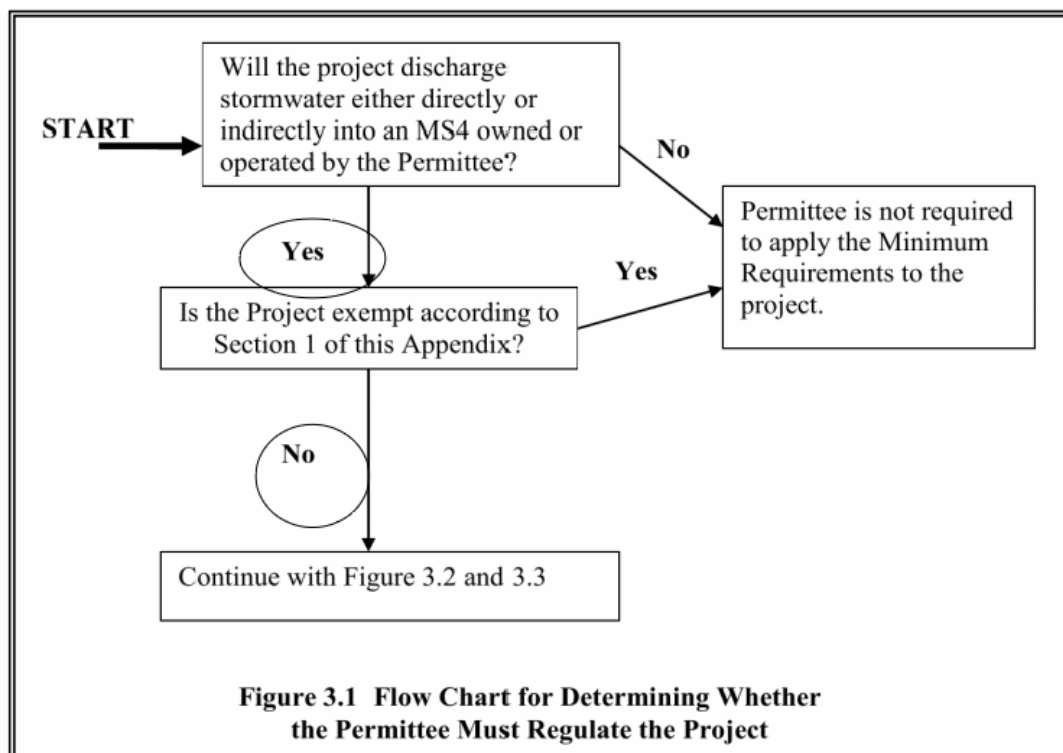 Will the project discharge
stormwater either directly or
indirectly into an MS4 owned or
operated by the Permittee?
START
No
Permittee is not required
to apply the Minimum
Requirements to the
project.
Yes
Yes
Is the Project exempt according to
Section 1 of this Appendix?
No
Continue with Figure 3.2 and 3.3
Figure 3.1 Flow Chart for Determining Whether
the Permittee Must Regulate the Project